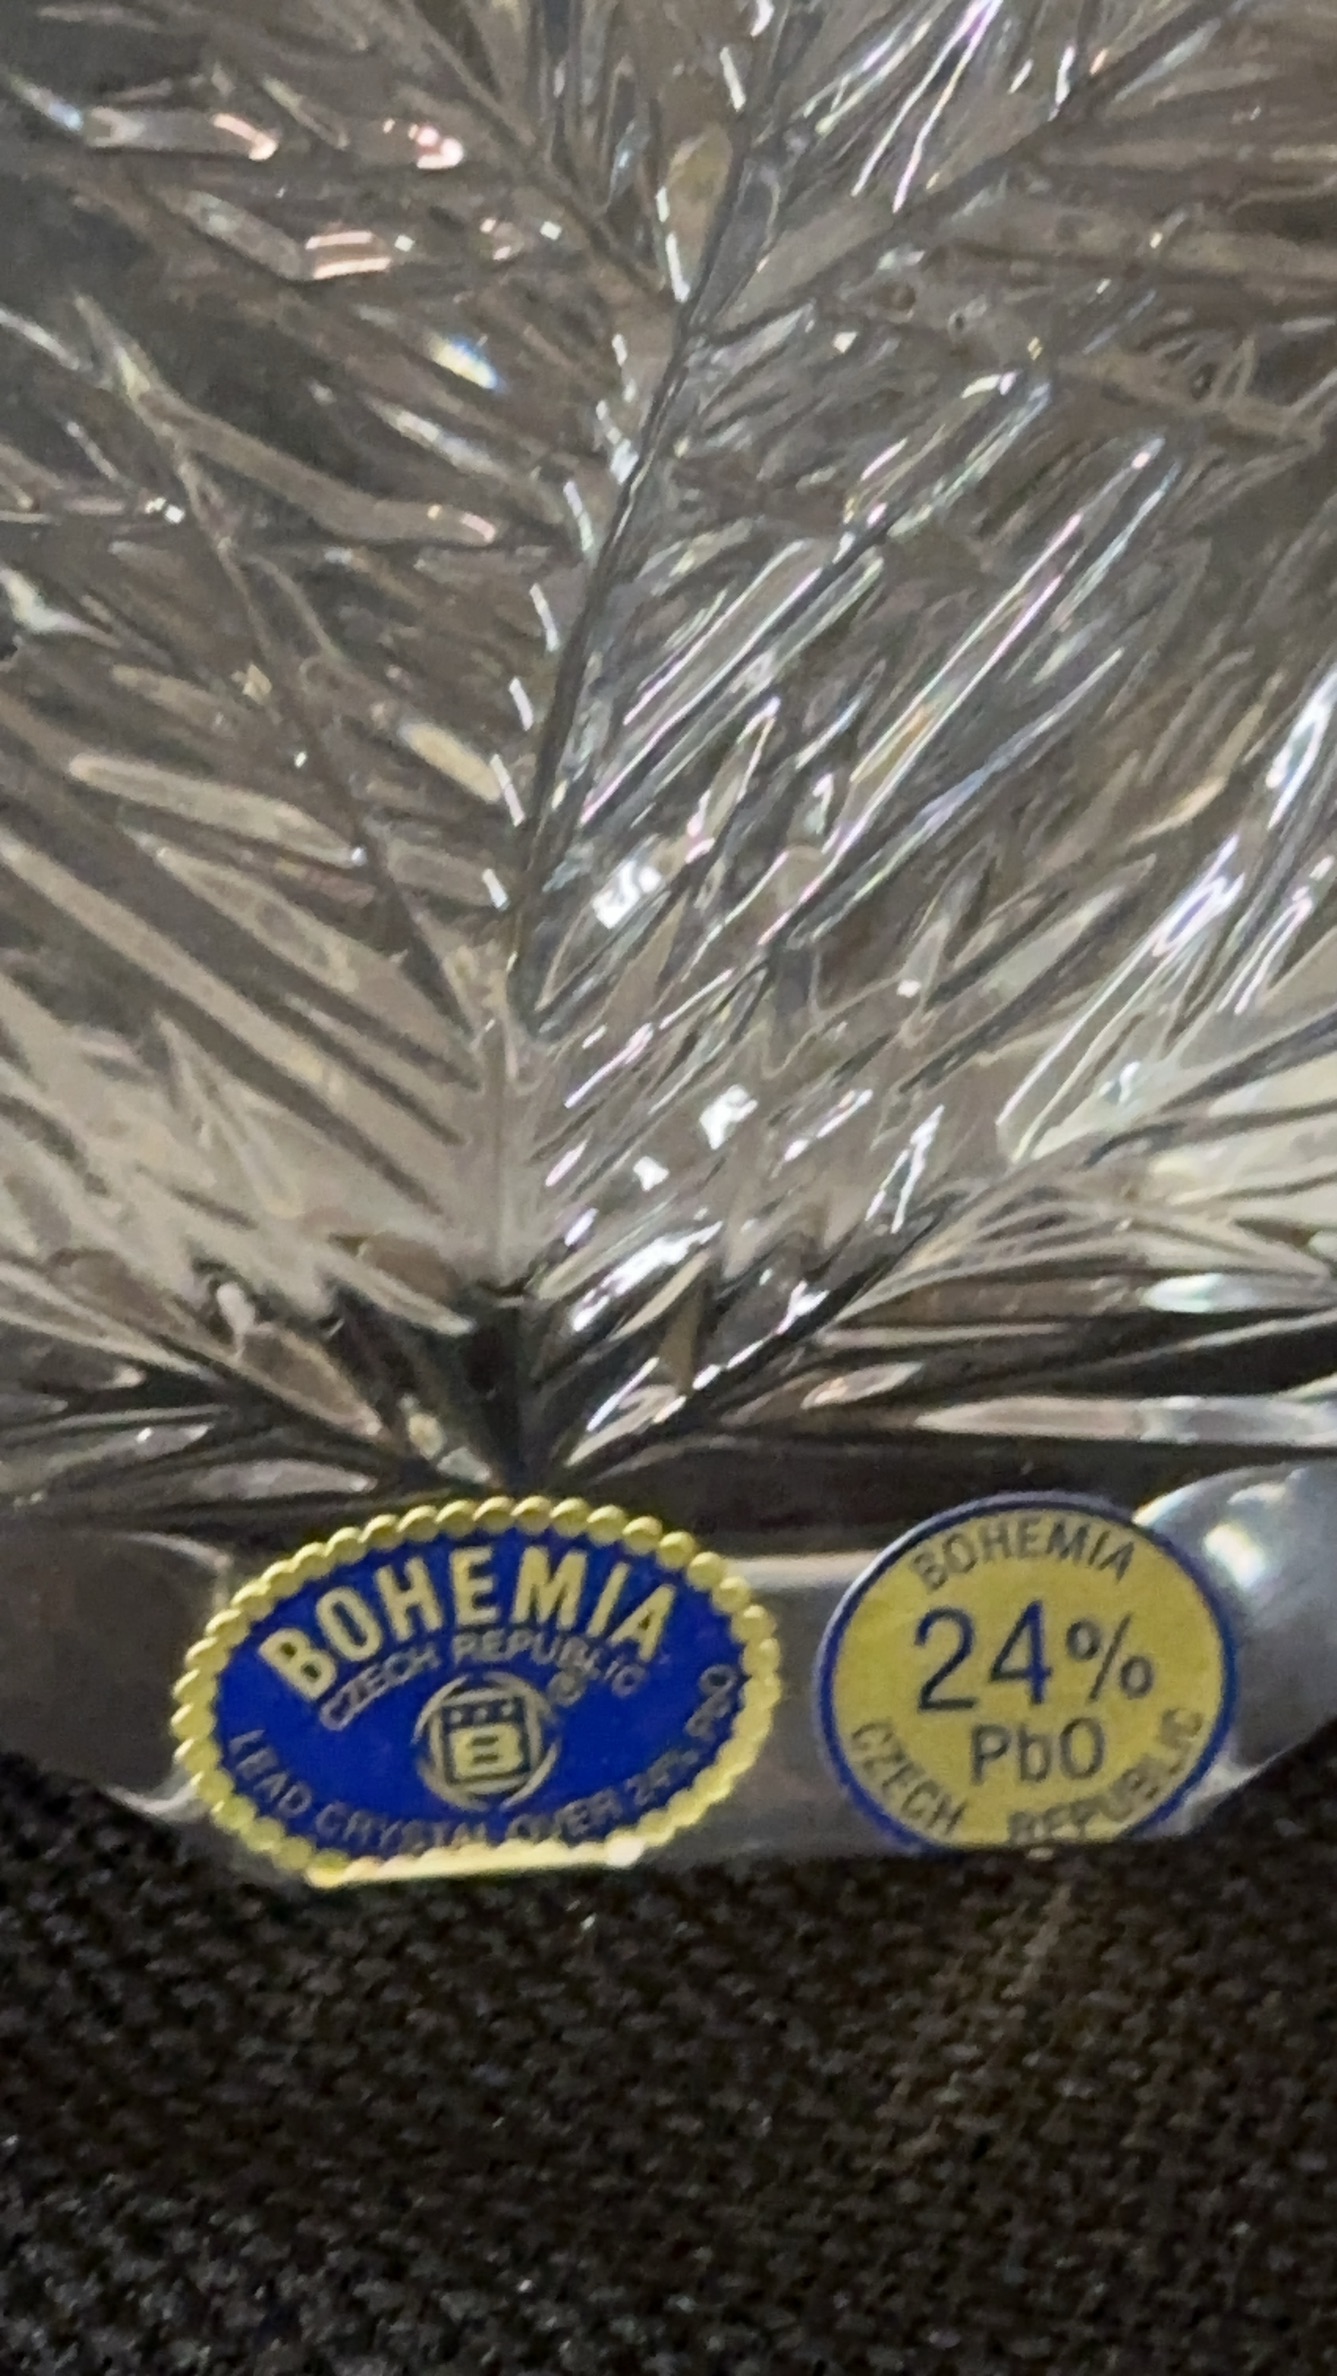 BOHEMIA
CZECH REPUBLIC
®
B
LEAD CRYSTAL OVER 24% PbO
BOHEMIA
24%
PbO
CZECH REPUBLIC